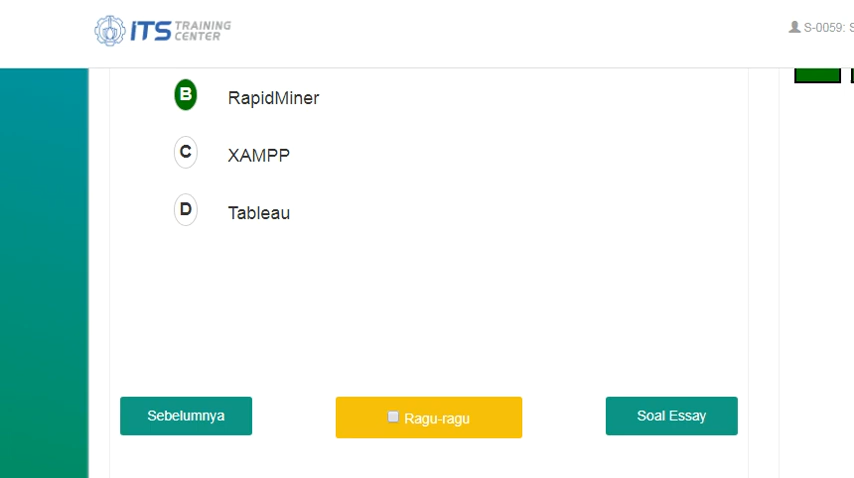 ITS TRAINING CENTER
S-0059: S
B RapidMiner
C XAMPP
D Tableau
Sebelumnya
Ragu-ragu
Soal Essay